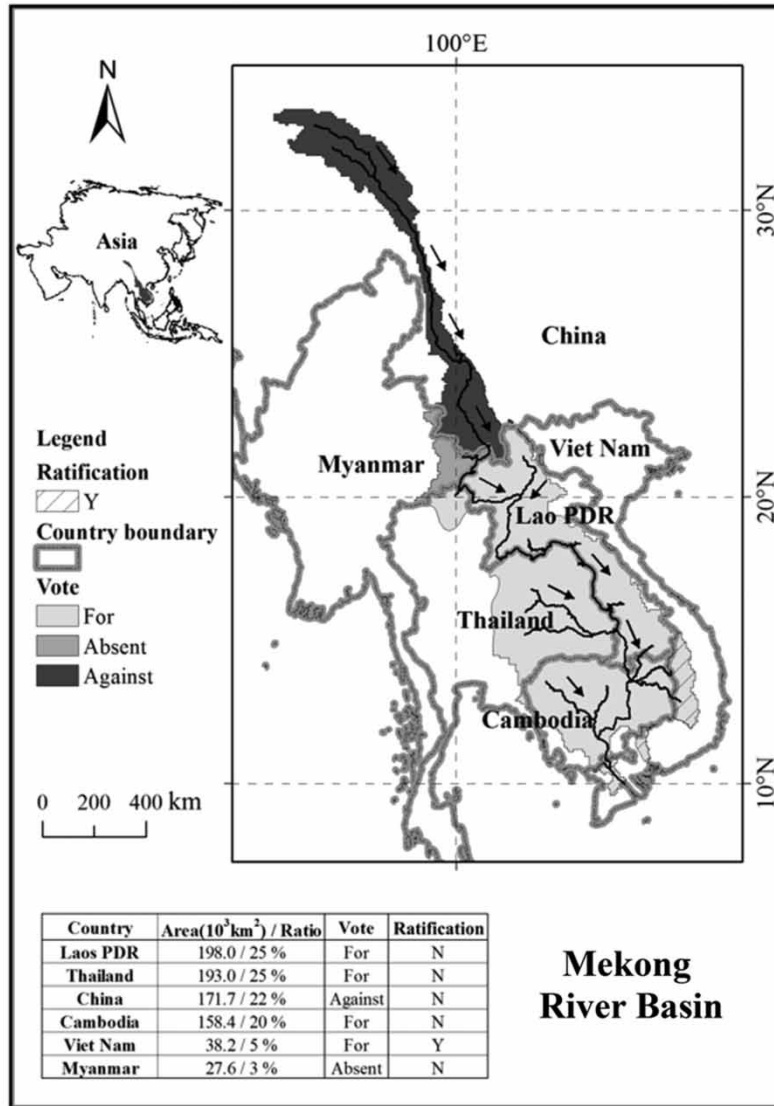 100°E
N
30°N
Asia
China
Legend
Ratification
Y
Country boundary
Vote
For
Absent
Against
Myanmar
Viet Nam
20°N
Lao PDR
Thailand
Cambodia
10°N
0 200 400 km
Country Area(10³km²) / Ratio Vote Ratification
Laos PDR 198.0 / 25 % For N
Thailand 193.0 / 25 % For N
China 171.7 / 22 % Against N
Cambodia 158.4 / 20 % For N
Viet Nam 38.2 / 5 % For Y
Myanmar 27.6 / 3 % Absent N
Mekong
River Basin